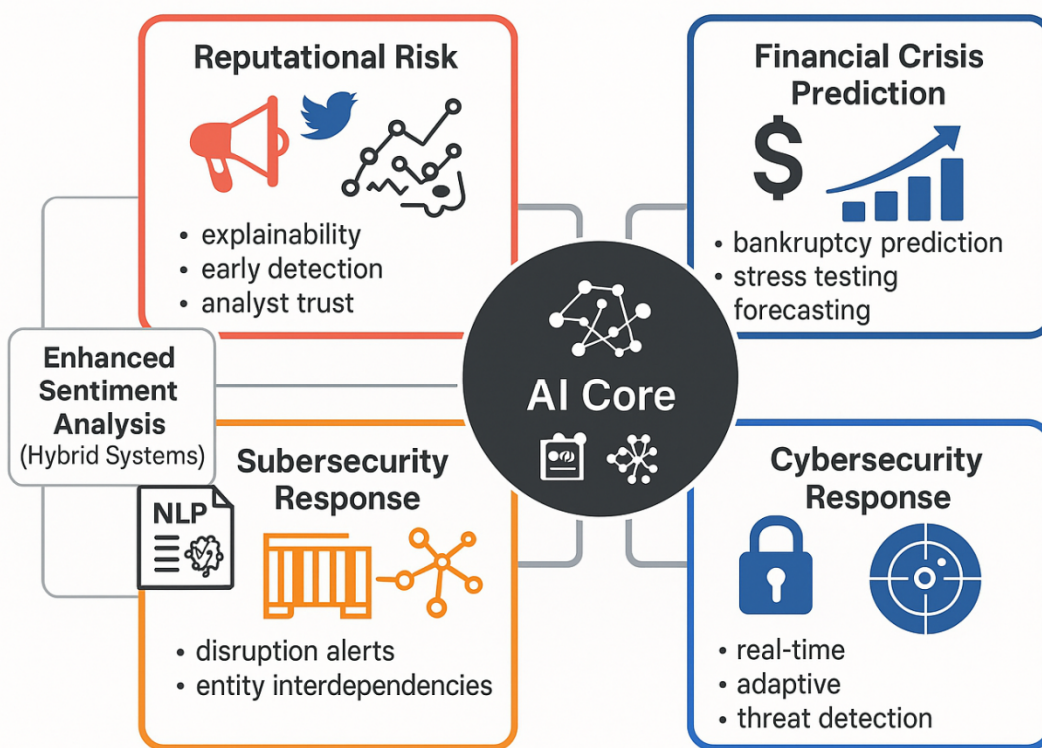 Reputational Risk
• explainability
• early detection
• analyst trust
Financial Crisis
Prediction
$
• bankruptcy prediction
• stress testing
forecasting
Enhanced
Sentiment
Analysis
(Hybrid Systems)
AI Core
Subersecurity
Response
NLP
• disruption alerts
• entity interdependencies
Cybersecurity
Response
• real-time
• adaptive
• threat detection